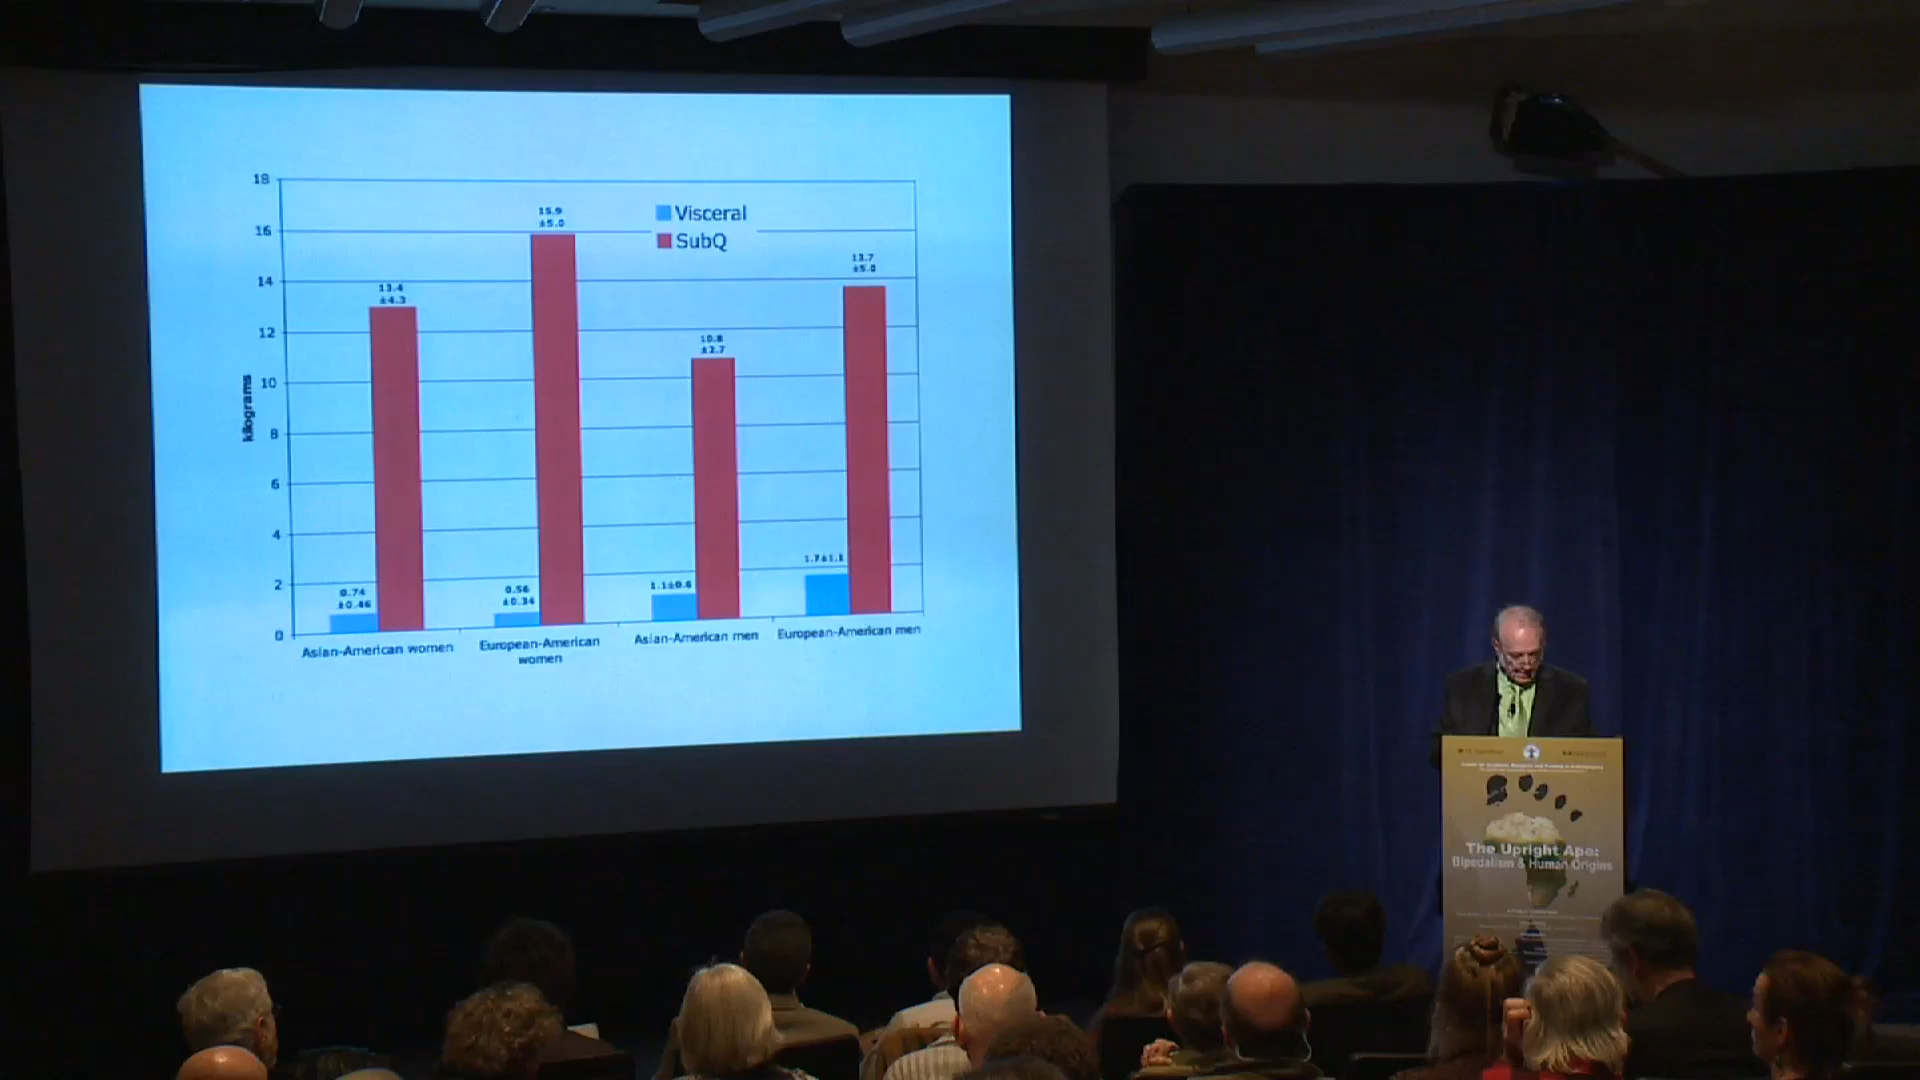 18
16
14
12
10
8
6
4
2
0
kilograms
Visceral
SubQ
13.4
±4.3
15.9
±5.0
10.8
13.7
±5.0
0.74
±0.46
0.56
±0.34
1.1±0.6
1.7±1.1
Asian-American women
European-American
women
Asian-American men
European-American men
The Upright Ape:
Bipedalism & Human Origins